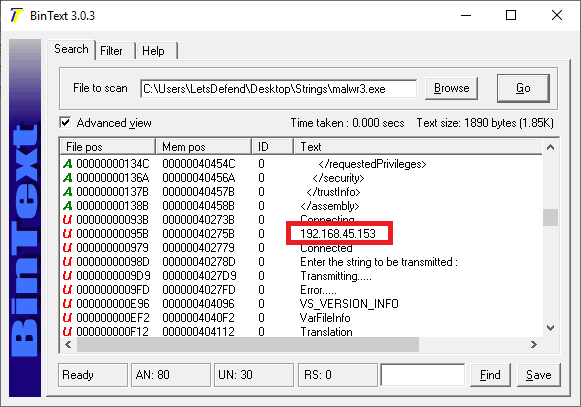 BinText 3.0.3
Search Filter Help
File to scan C:\Users\LetsDefend\Desktop\Strings\malwr3.exe Browse Go
Advanced view Time taken : 0.000 secs Text size: 1890 bytes (1.85K)
File pos Mem pos ID Text
A 00000000134C 00000040454C 0 </requestedPrivileges>
A 00000000136A 00000040456A 0 </security>
A 00000000137B 00000040457B 0 </trustInfo>
A 00000000138B 00000040458B 0 </assembly>
U 00000000093B 00000040273B 0 Connecting
U 00000000095B 00000040275B 0 192.168.45.153
U 000000000979 000000402779 0 Connected
U 00000000098D 00000040278D 0 Enter the string to be transmitted :
U 0000000009D9 0000004027D9 0 Transmitting.....
U 0000000009FD 0000004027FD 0 Error.....
U 000000000E96 000000404096 0 VS_VERSION_INFO
U 000000000EF2 0000004040F2 0 VarFileInfo
U 000000000F12 000000404112 0 Translation
Ready AN: 80 UN: 30 RS: 0 Find Save
BinText